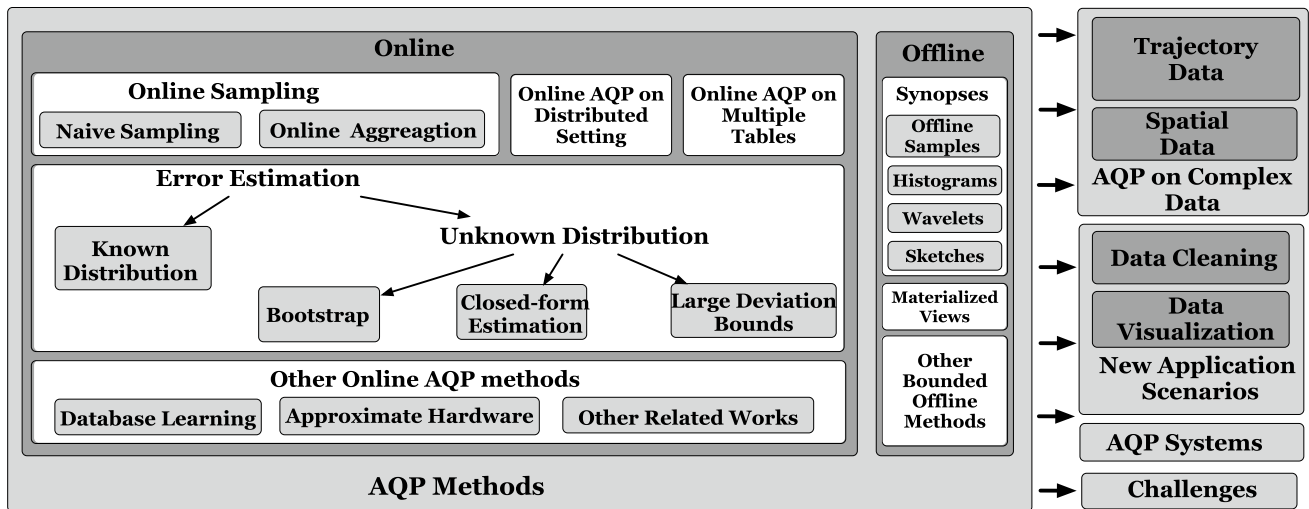 Online
Online Sampling
Naive Sampling
Online Aggreagtion
Online AQP on
Distributed
Setting
Online AQP on
Multiple
Tables
Error Estimation
Known
Distribution
Unknown Distribution
Bootstrap
Closed-form
Estimation
Large Deviation
Bounds
Other Online AQP methods
Database Learning
Approximate Hardware
Other Related Works
Offline
Synopses
Offline
Samples
Histograms
Wavelets
Sketches
Materialized
Views
Other
Bounded
Offline
Methods
AQP Methods
Trajectory
Data
Spatial
Data
AQP on Complex
Data
Data Cleaning
Data
Visualization
New Application
Scenarios
AQP Systems
Challenges